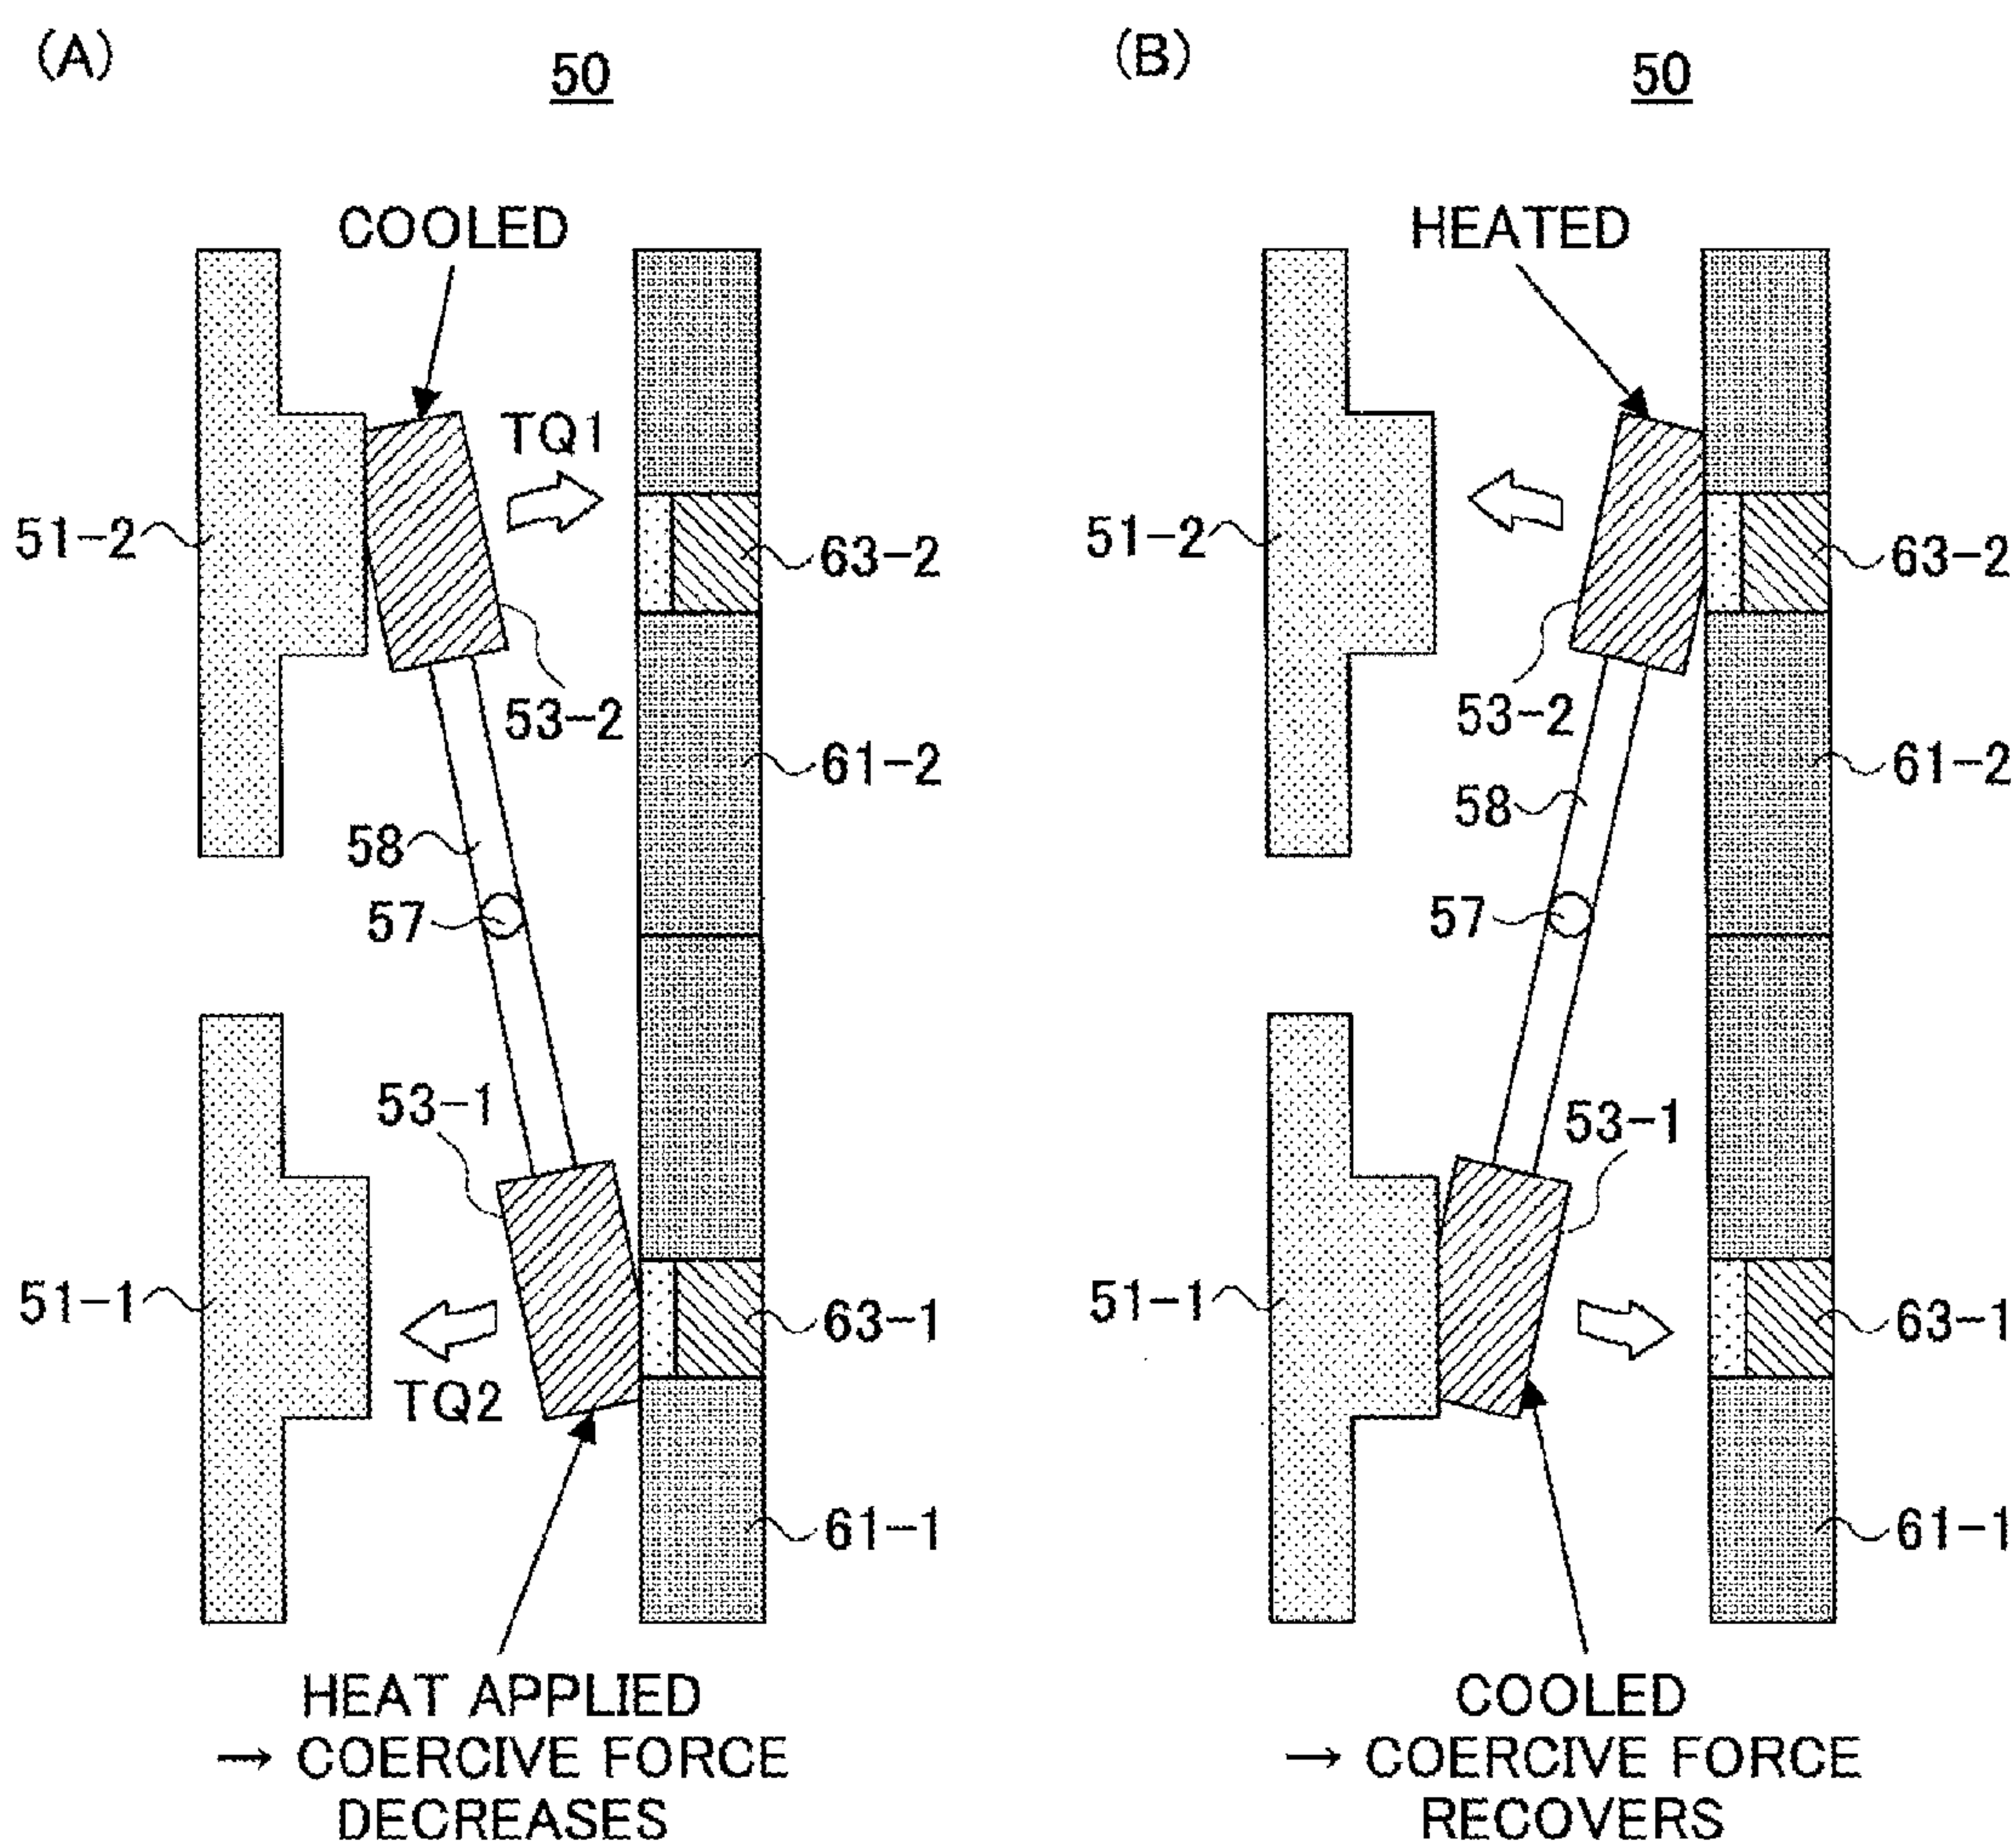 (A)
50
COOLED
TQ1
51-2
63-2
53-2
61-2
58
57
53-1
51-1
63-1
TQ2
61-1
HEAT APPLIED
→ COERCIVE FORCE
DECREASES
(B)
50
HEATED
51-2
63-2
53-2
61-2
58
57
53-1
51-1
63-1
61-1
COOLED
→ COERCIVE FORCE
RECOVERS